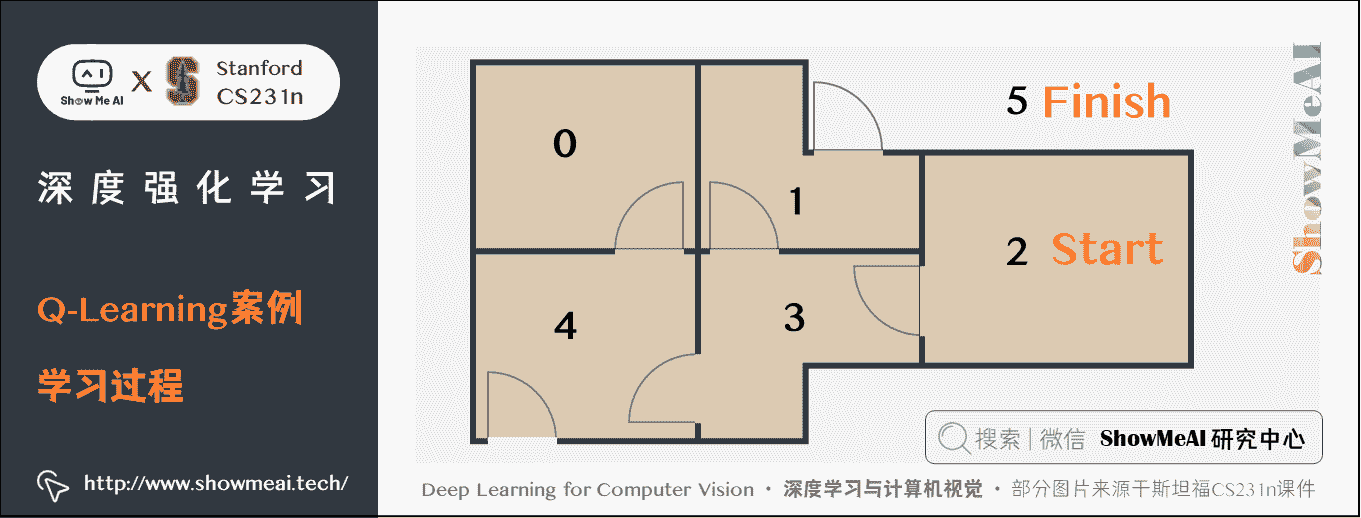 Show Me AI
X
S
Stanford
CS231n
深度强化学习
Q-Learning案例
学习过程
http://www.showmeai.tech/
0
1
5 Finish
2 Start
4
3
ShowMeAI
搜索 | 微信 ShowMeAI 研究中心
Deep Learning for Computer Vision · 深度学习与计算机视觉 · 部分图片来源于斯坦福CS231n课件